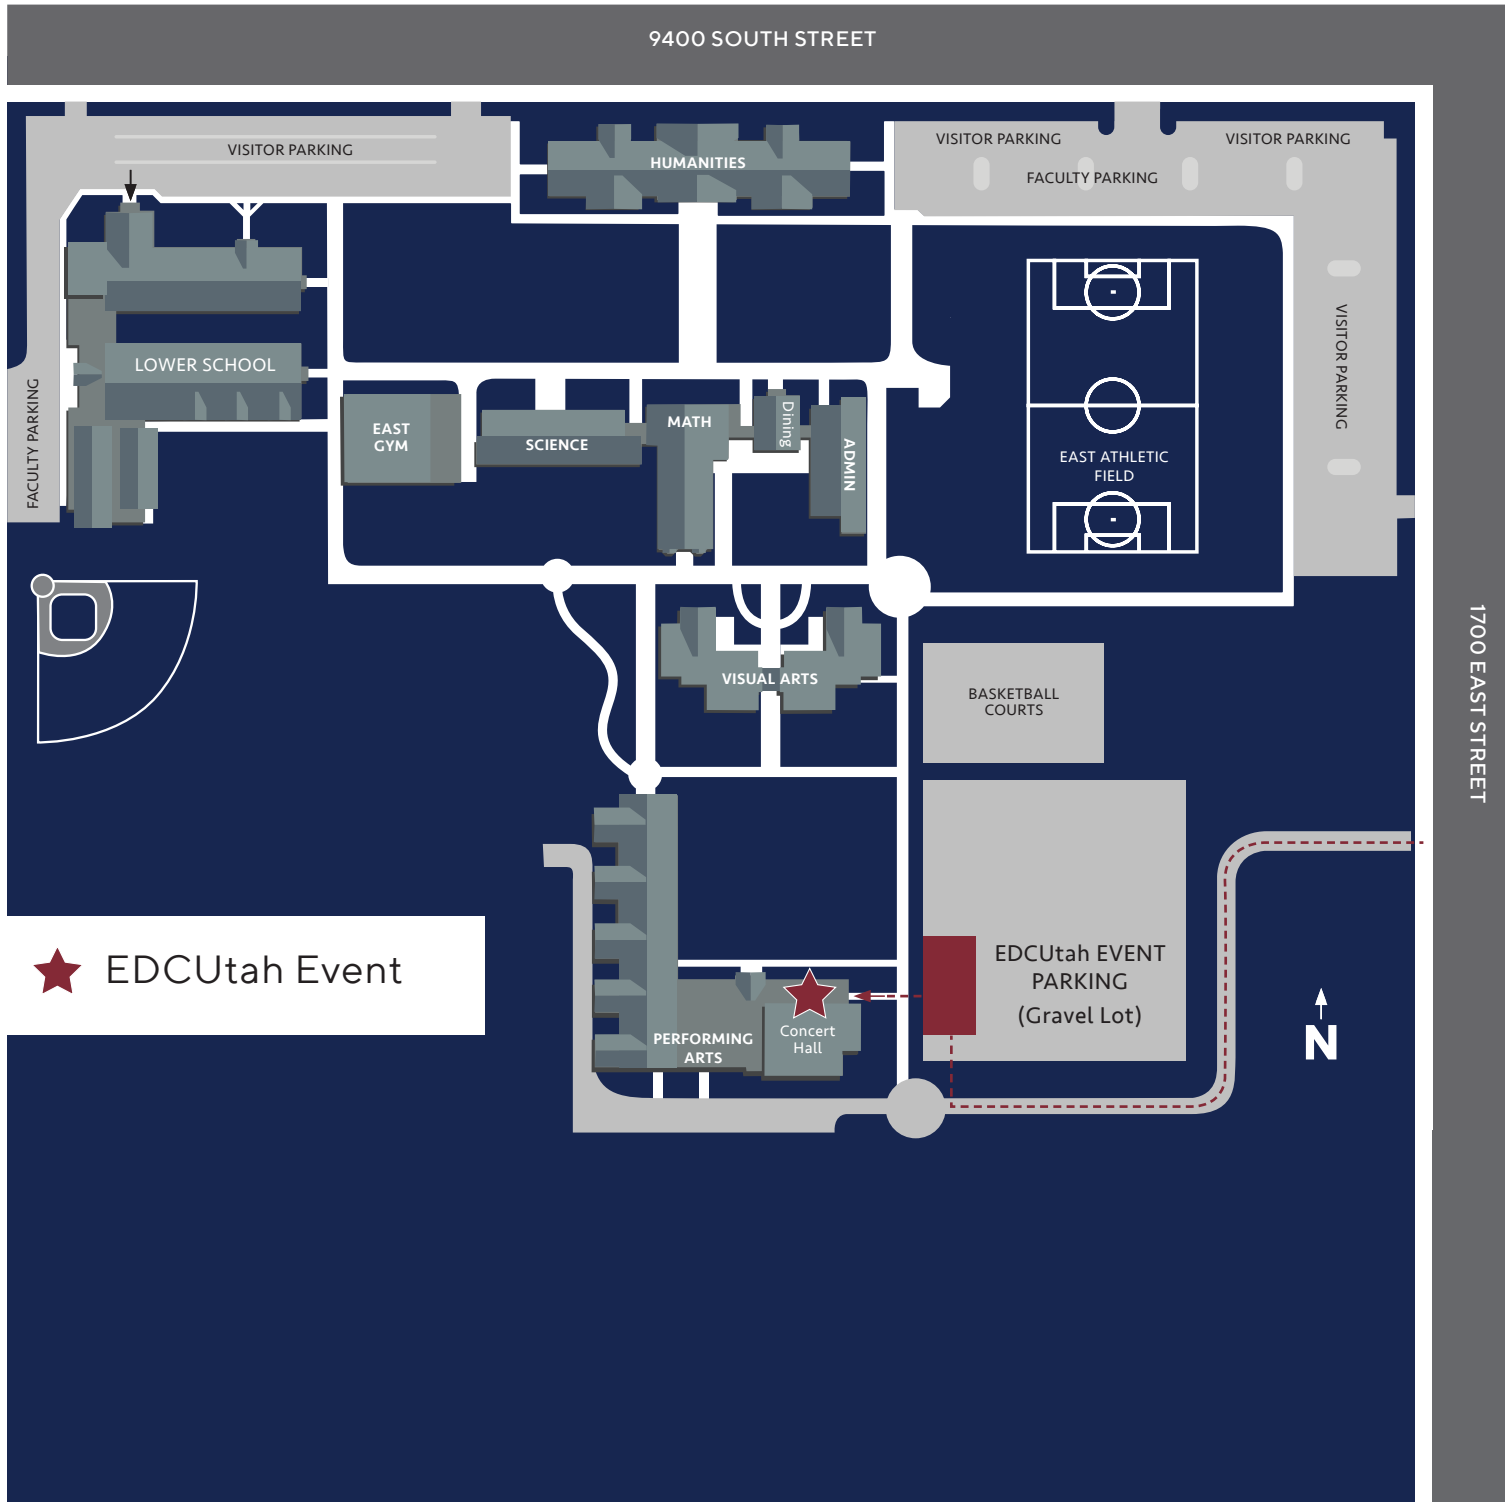 9400 SOUTH STREET
VISITOR PARKING
HUMANITIES
VISITOR PARKING
VISITOR PARKING
FACULTY PARKING
LOWER SCHOOL
FACULTY PARKING
EAST
GYM
SCIENCE
MATH
Dining
ADMIN
EAST ATHLETIC
FIELD
VISITOR PARKING
1700 EAST STREET
VISUAL ARTS
BASKETBALL
COURTS
EDCUtah Event
EDCUtah EVENT
PARKING
(Gravel Lot)
PERFORMING
ARTS
Concert
Hall
N